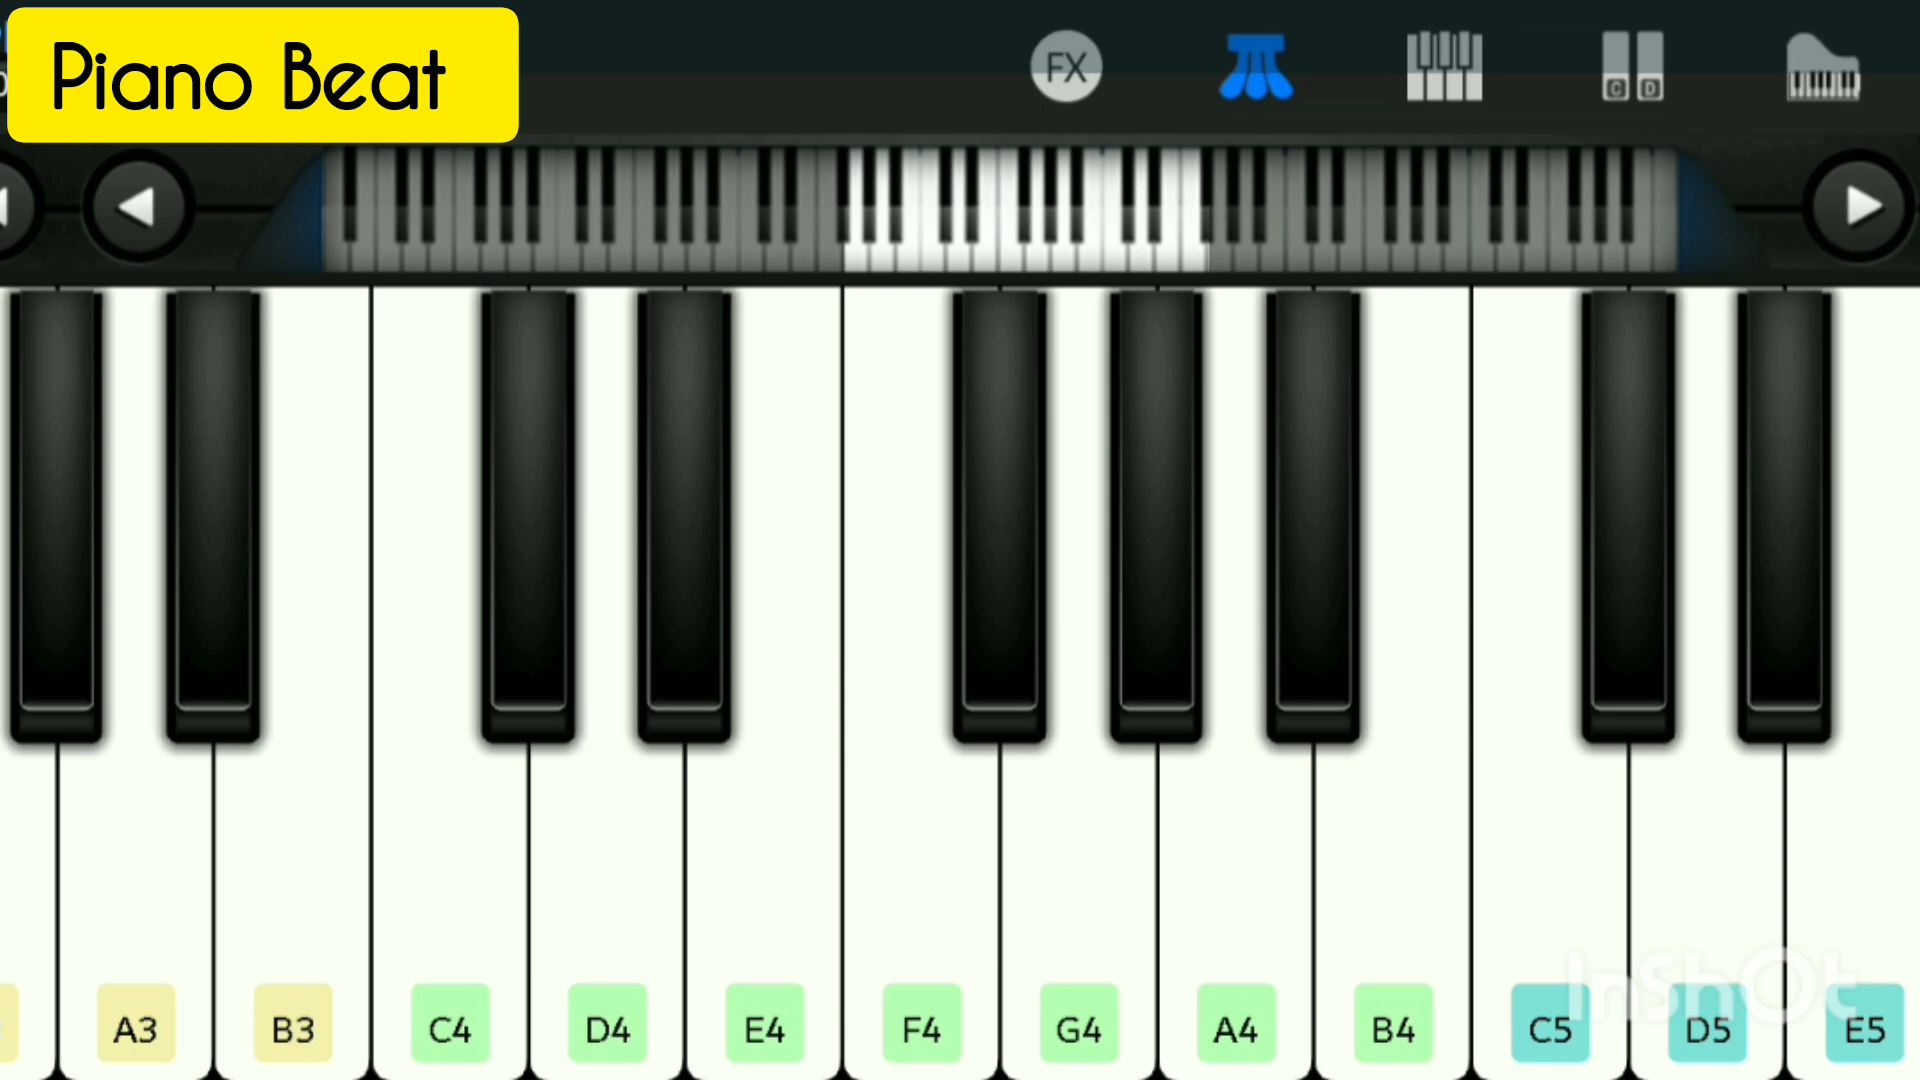 Piano Beat
FX
C D
A3 B3 C4 D4 E4 F4 G4 A4 B4 C5 D5 E5
InShOt